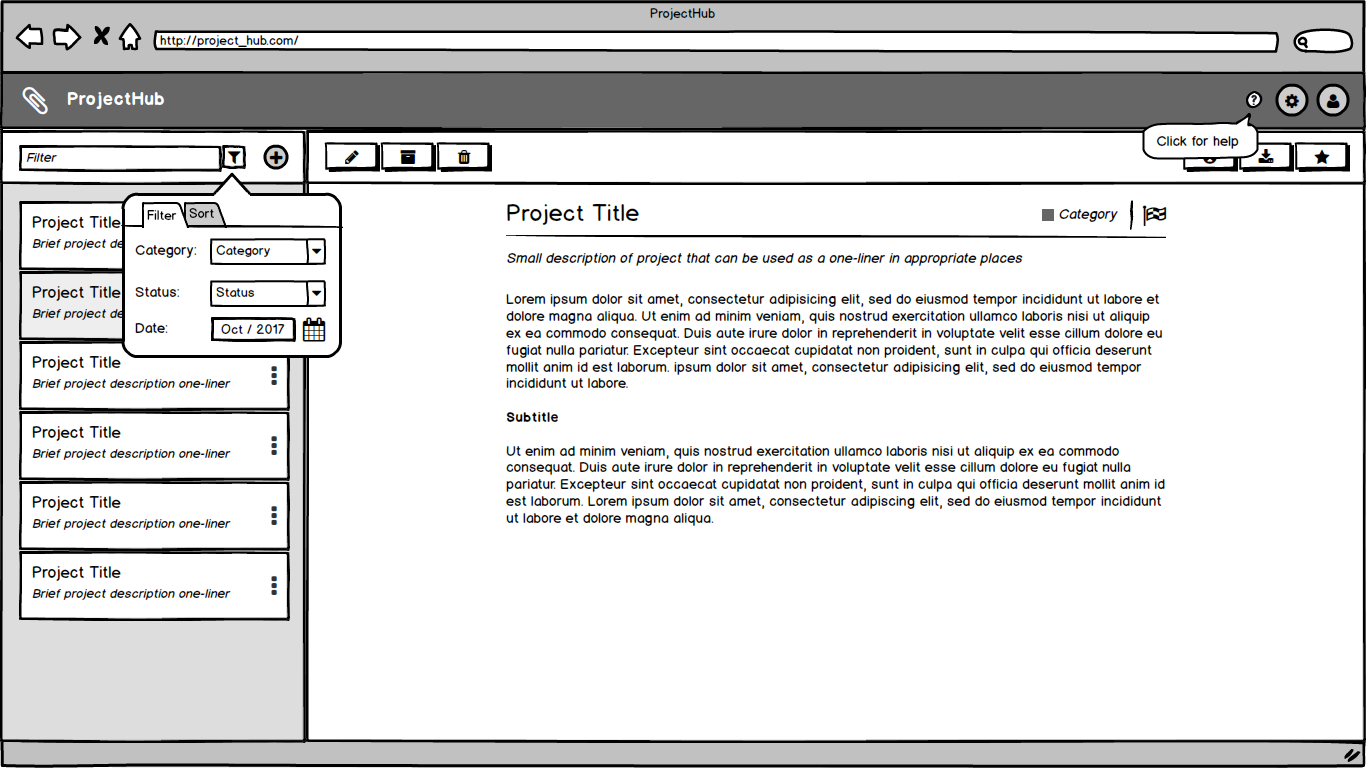 ProjectHub
http://project_hub.com/
ProjectHub
?
Click for help
Filter
Filter
Sort
Category:
Category
Status:
Status
Date:
Oct / 2017
Project Title
Brief project de
Project Title
Brief project de
Project Title
Brief project description one-liner
Project Title
Brief project description one-liner
Project Title
Brief project description one-liner
Project Title
Brief project description one-liner
Project Title
Category
Small description of project that can be used as a one-liner in appropriate places
Lorem ipsum dolor sit amet, consectetur adipisicing elit, sed do eiusmod tempor incididunt ut labore et
dolore magna aliqua. Ut enim ad minim veniam, quis nostrud exercitation ullamco laboris nisi ut aliquip
ex ea commodo consequat. Duis aute irure dolor in reprehenderit in voluptate velit esse cillum dolore eu
fugiat nulla pariatur. Excepteur sint occaecat cupidatat non proident, sunt in culpa qui officia deserunt
mollit anim id est laborum. ipsum dolor sit amet, consectetur adipisicing elit, sed do eiusmod tempor
incididunt ut labore.
Subtitle
Ut enim ad minim veniam, quis nostrud exercitation ullamco laboris nisi ut aliquip ex ea commodo
consequat. Duis aute irure dolor in reprehenderit in voluptate velit esse cillum dolore eu fugiat nulla
pariatur. Excepteur sint occaecat cupidatat non proident, sunt in culpa qui officia deserunt mollit anim id
est laborum. Lorem ipsum dolor sit amet, consectetur adipiscing elit, sed do eiusmod tempor incididunt
ut labore et dolore magna aliqua.